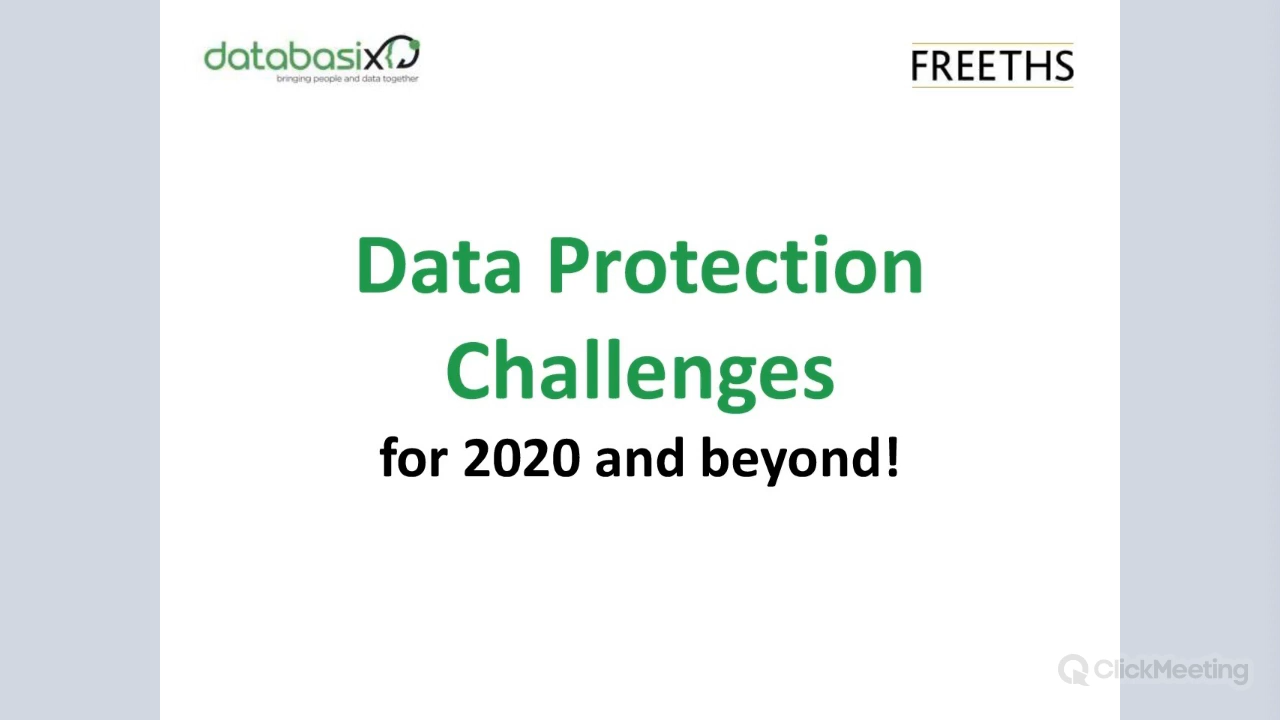 databasix
bringing people and data together
FREETHS
Data Protection
Challenges
for 2020 and beyond!
ClickMeeting